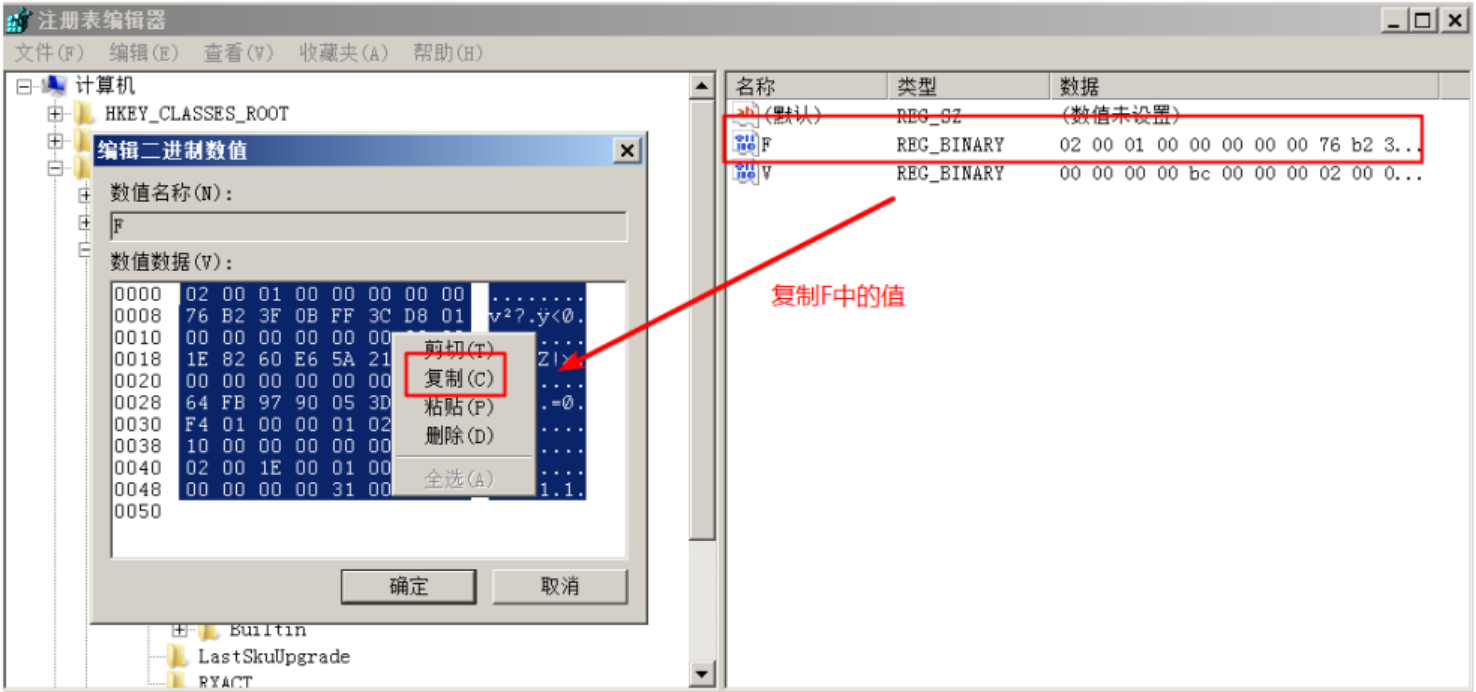 注册表编辑器
文件(F) 编辑(E) 查看(V) 收藏夹(A) 帮助(H)
计算机
HKEY_CLASSES_ROOT
编辑二进制数值
数值名称(N):
F
数值数据(V):
0000 02 00 01 00 00 00 00 00 ........
0008 76 B2 3F 0B FF 3C D8 01 v²?.ÿ<Ø.
0010 00 00 00 00 00 00
0018 1E 82 60 E6 5A 21
0020 00 00 00 00 00 00 ....
0028 64 FB 97 90 05 3D .=Ø.
0030 F4 01 00 00 01 02 ....
0038 10 00 00 00 00 00 ....
0040 02 00 1E 00 01 00 ....
0048 00 00 00 00 31 00 1.1.
0050
剪切(T)
复制(C)
粘贴(P)
删除(D)
全选(A)
确定 取消
Builtin
LastSkuUpgrade
RXACT
名称 类型 数据
(默认) REG_SZ (数值未设置)
F REG_BINARY 02 00 01 00 00 00 00 00 76 b2 3...
V REG_BINARY 00 00 00 00 bc 00 00 00 02 00 0...
复制F中的值